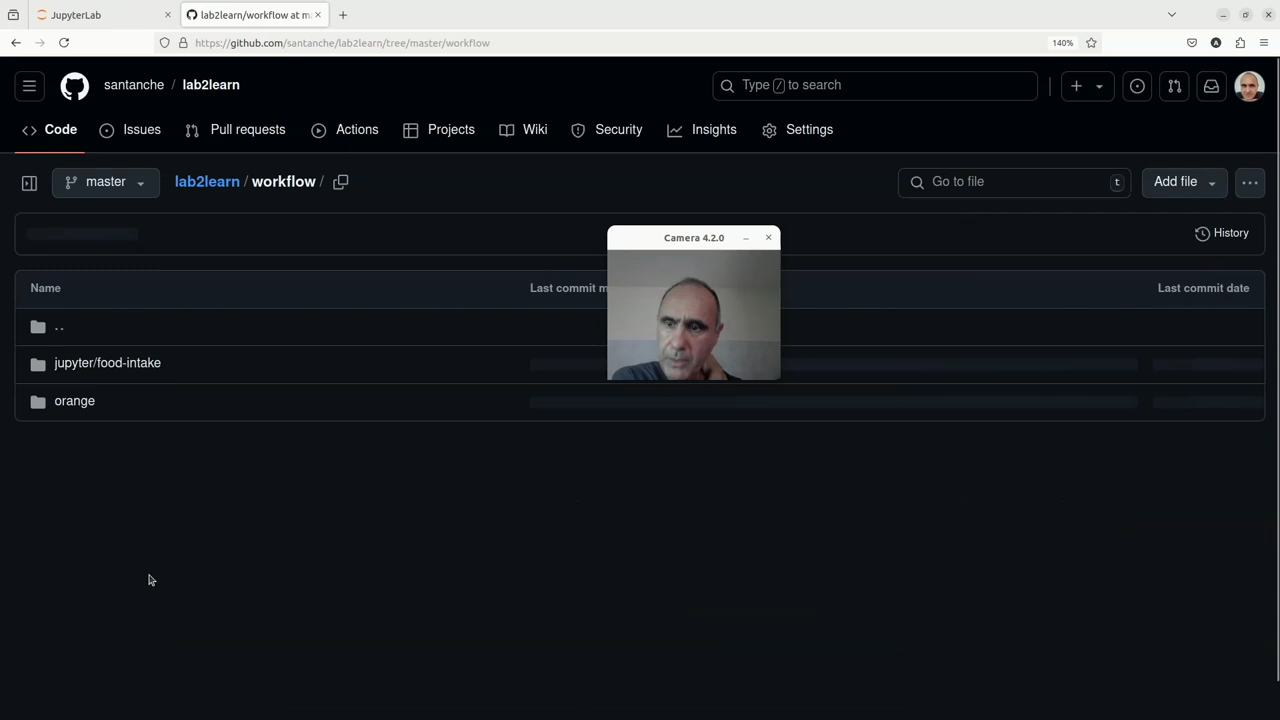 JupyterLab
lab2learn/workflow at m
https://github.com/santanche/lab2learn/tree/master/workflow
140%
santanche / lab2learn
Type / to search
Code
Issues
Pull requests
Actions
Projects
Wiki
Security
Insights
Settings
master
lab2learn / workflow /
Go to file
t
Add file
Camera 4.2.0
History
Name
Last commit m
Last commit date
..
jupyter/food-intake
orange